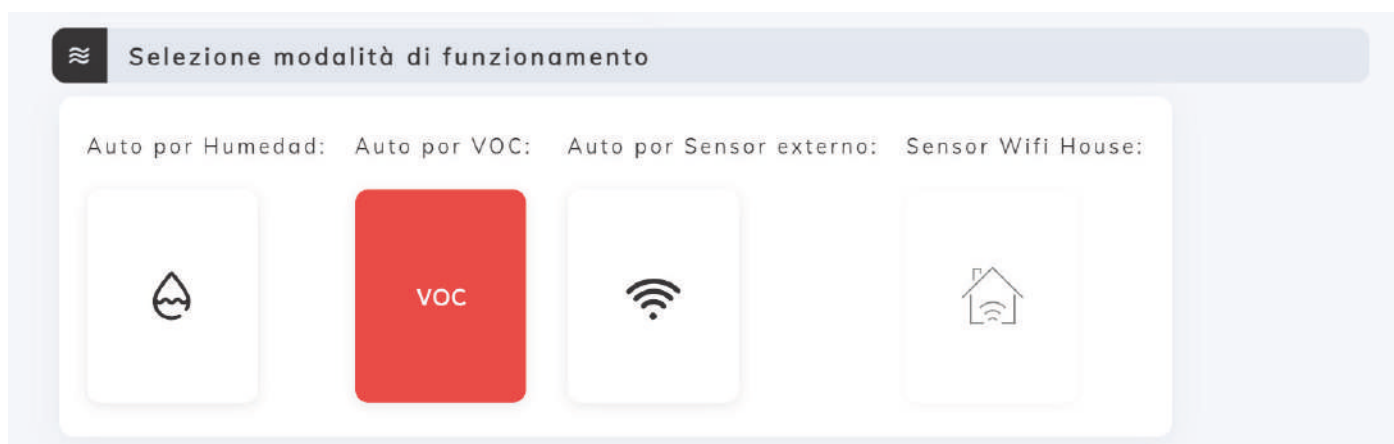 Selezione modalità di funzionamento
Auto por Humedad: Auto por VOC: Auto por Sensor externo: Sensor Wifi House:
VOC